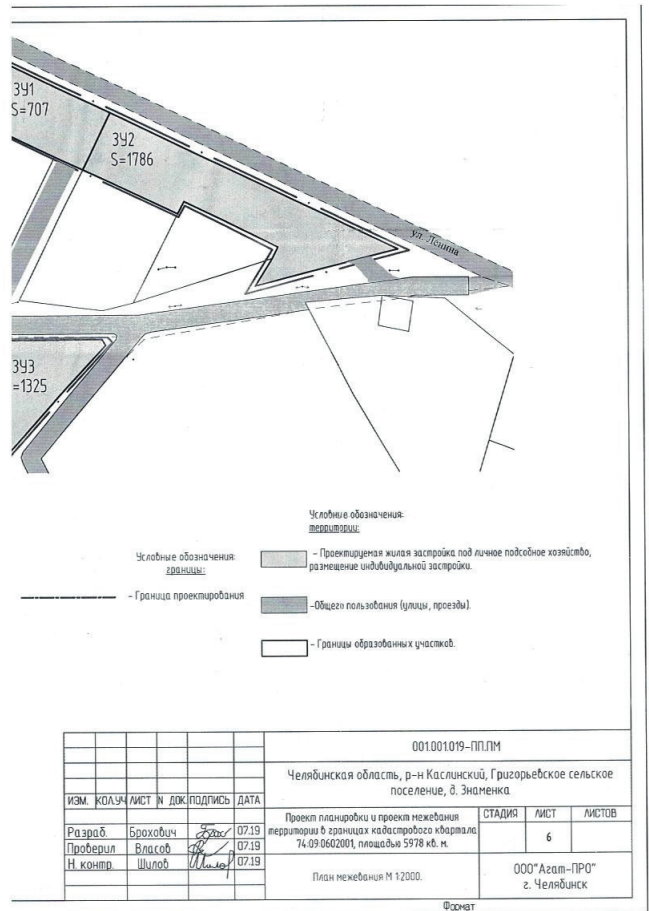 ЗУ1
S=707
ЗУ2
S=1786
ул. Ленина
ЗУ3
=1325
Условные обозначения:
территории:
Условные обозначения:
границы:
- Граница проектирования
- Проектируемая жилая застройка под личное подсобное хозяйство,
размещение индивидуальной застройки.
-Общего пользования (улицы, проезды).
- Границы образованных участков.
001.001.019-ПП.ПМ
Челябинская область, р-н Каслинский, Григорьевское сельское
поселение, д. Знаменка
ИЗМ. КОЛ.УЧ ЛИСТ N ДОК ПОДПИСЬ ДАТА
Разраб. Брохович 07.19
Проверил Власов 07.19
Н. контр. Шилов 07.19
Проект планировки и проект межевания
территории в границах кадастрового квартала
74:09:0602001, площадью 5978 кв. м.
СТАДИЯ ЛИСТ ЛИСТОВ
6
План межевания М 1:2000.
ООО"Агат-ПРО"
г. Челябинск
Формат